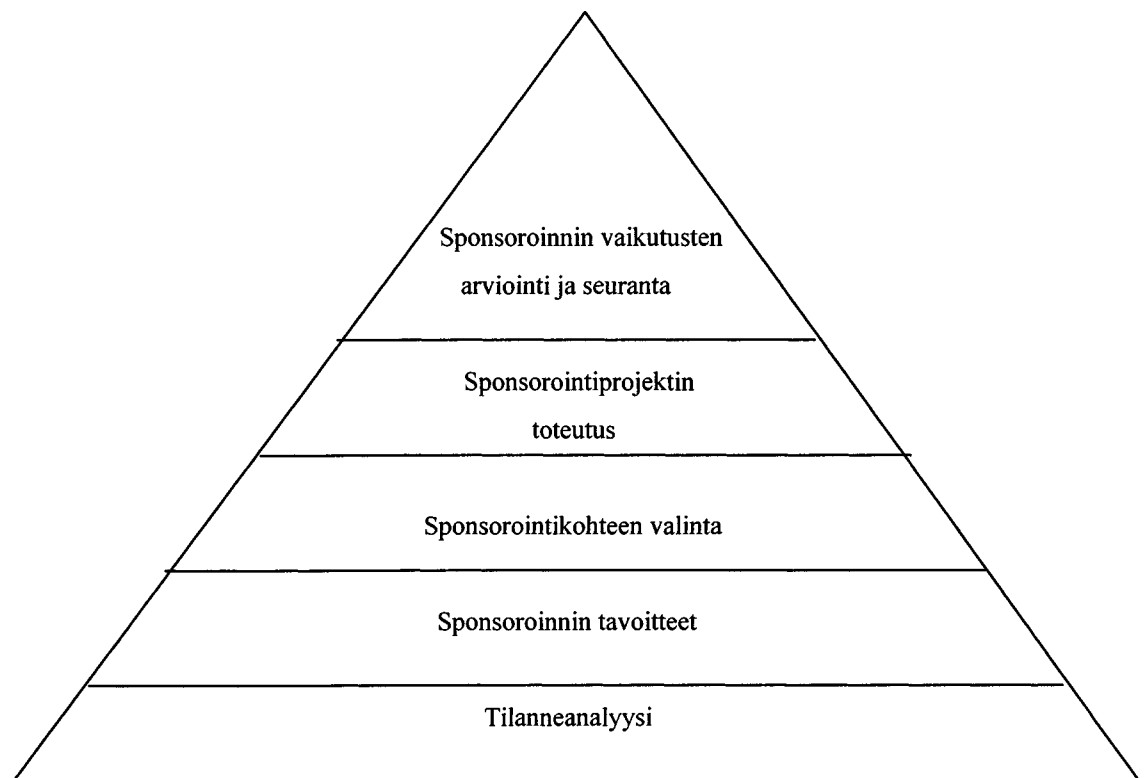 Sponsoroinnin vaikutusten
arviointi ja seuranta
Sponsorointiprojektin
toteutus
Sponsorointikohteen valinta
Sponsoroinnin tavoitteet
Tilanneanalyysi